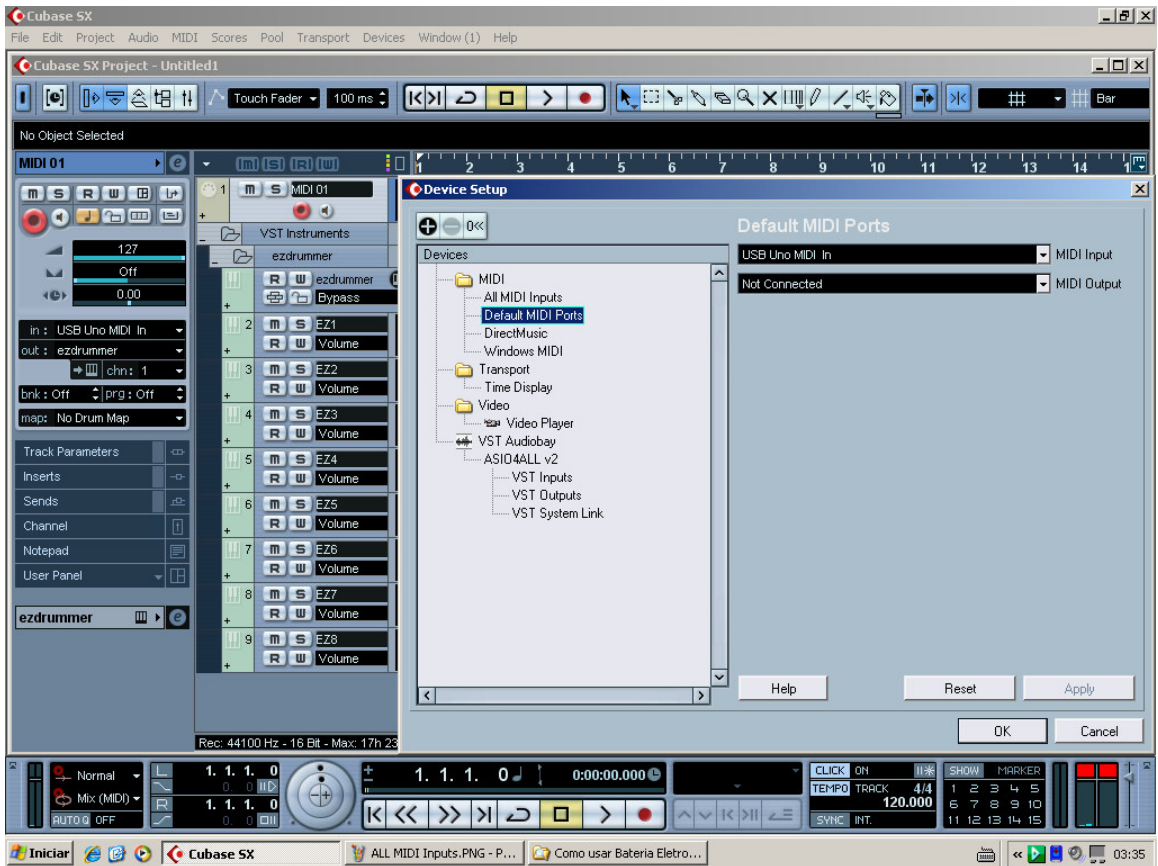 Cubase SX
File Edit Project Audio MIDI Scores Pool Transport Devices Window (1) Help
Cubase SX Project - Untitled1
Touch Fader 100 ms Bar
No Object Selected
MIDI 01
m S R W
127
Off
0.00
in : USB Uno MIDI In
out : ezdrummer
chn: 1
bnk : Off prg : Off
map: No Drum Map
Track Parameters
Inserts
Sends
Channel
Notepad
User Panel
ezdrummer
1 2 3 4 5 6 7 8 9 10 11 12 13 14
1 m S MIDI 01
VST Instruments
ezdrummer
R W ezdrummer
Bypass
2 m S EZ1
R W Volume
3 m S EZ2
R W Volume
4 m S EZ3
R W Volume
5 m S EZ4
R W Volume
6 m S EZ5
R W Volume
7 m S EZ6
R W Volume
8 m S EZ7
R W Volume
9 m S EZ8
R W Volume
Rec: 44100 Hz - 16 Bit - Max: 17h 23
Device Setup
Devices
MIDI
All MIDI Inputs
Default MIDI Ports
DirectMusic
Windows MIDI
Transport
Time Display
Video
Video Player
VST Audiobay
ASIO4ALL v2
VST Inputs
VST Outputs
VST System Link
Default MIDI Ports
USB Uno MIDI In MIDI Input
Not Connected MIDI Output
Help Reset Apply
OK Cancel
Normal
Mix (MIDI)
AUTO Q OFF
L 1. 1. 1. 0
0. 0
R 1. 1. 1. 0
0. 0
1. 1. 1. 0 0:00:00.000
CLICK ON
TEMPO TRACK 4/4
120.000
SYNC INT.
SHOW MARKER
1 2 3 4 5
6 7 8 9 10
11 12 13 14 15
Iniciar Cubase SX ALL MIDI Inputs.PNG - P... Como usar Bateria Eletro... 03:35